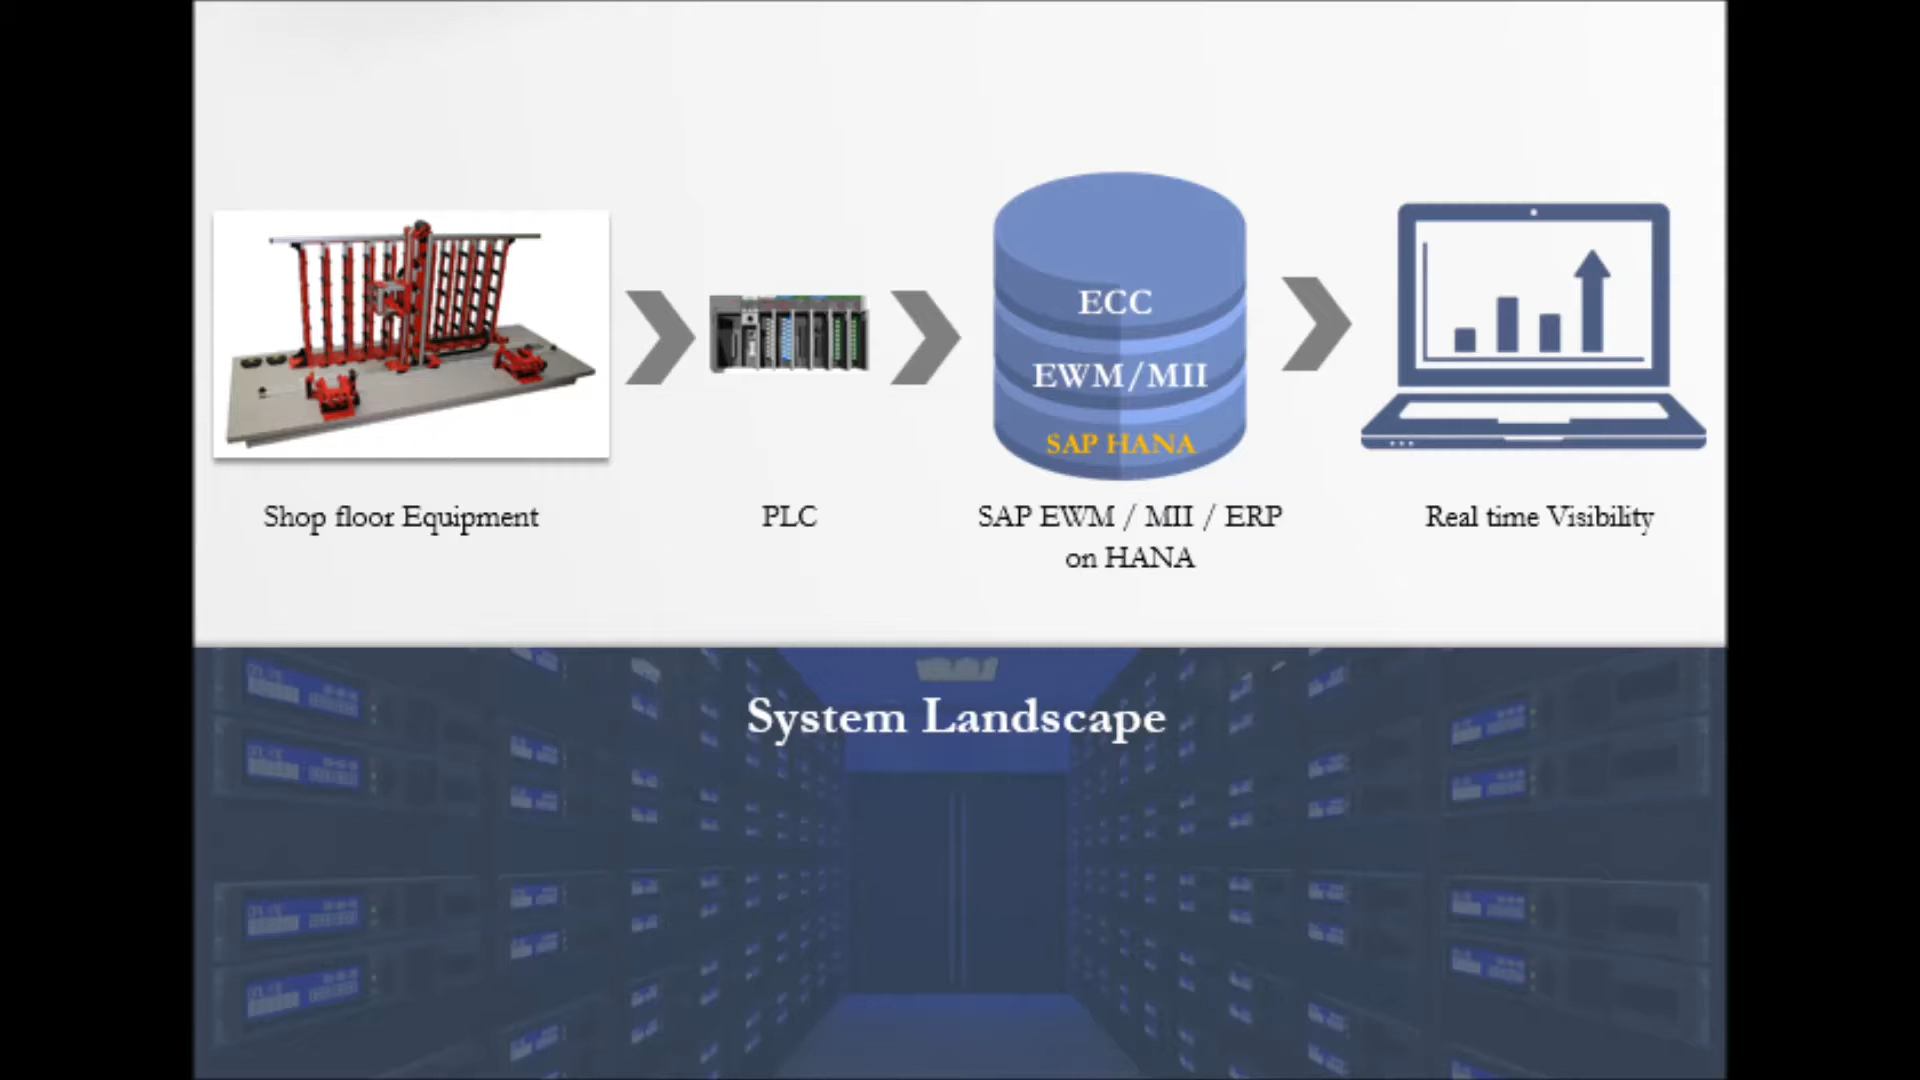 ECC
EWM/MII
SAP HANA
Shop floor Equipment
PLC
SAP EWM / MII / ERP
on HANA
Real time Visibility
System Landscape